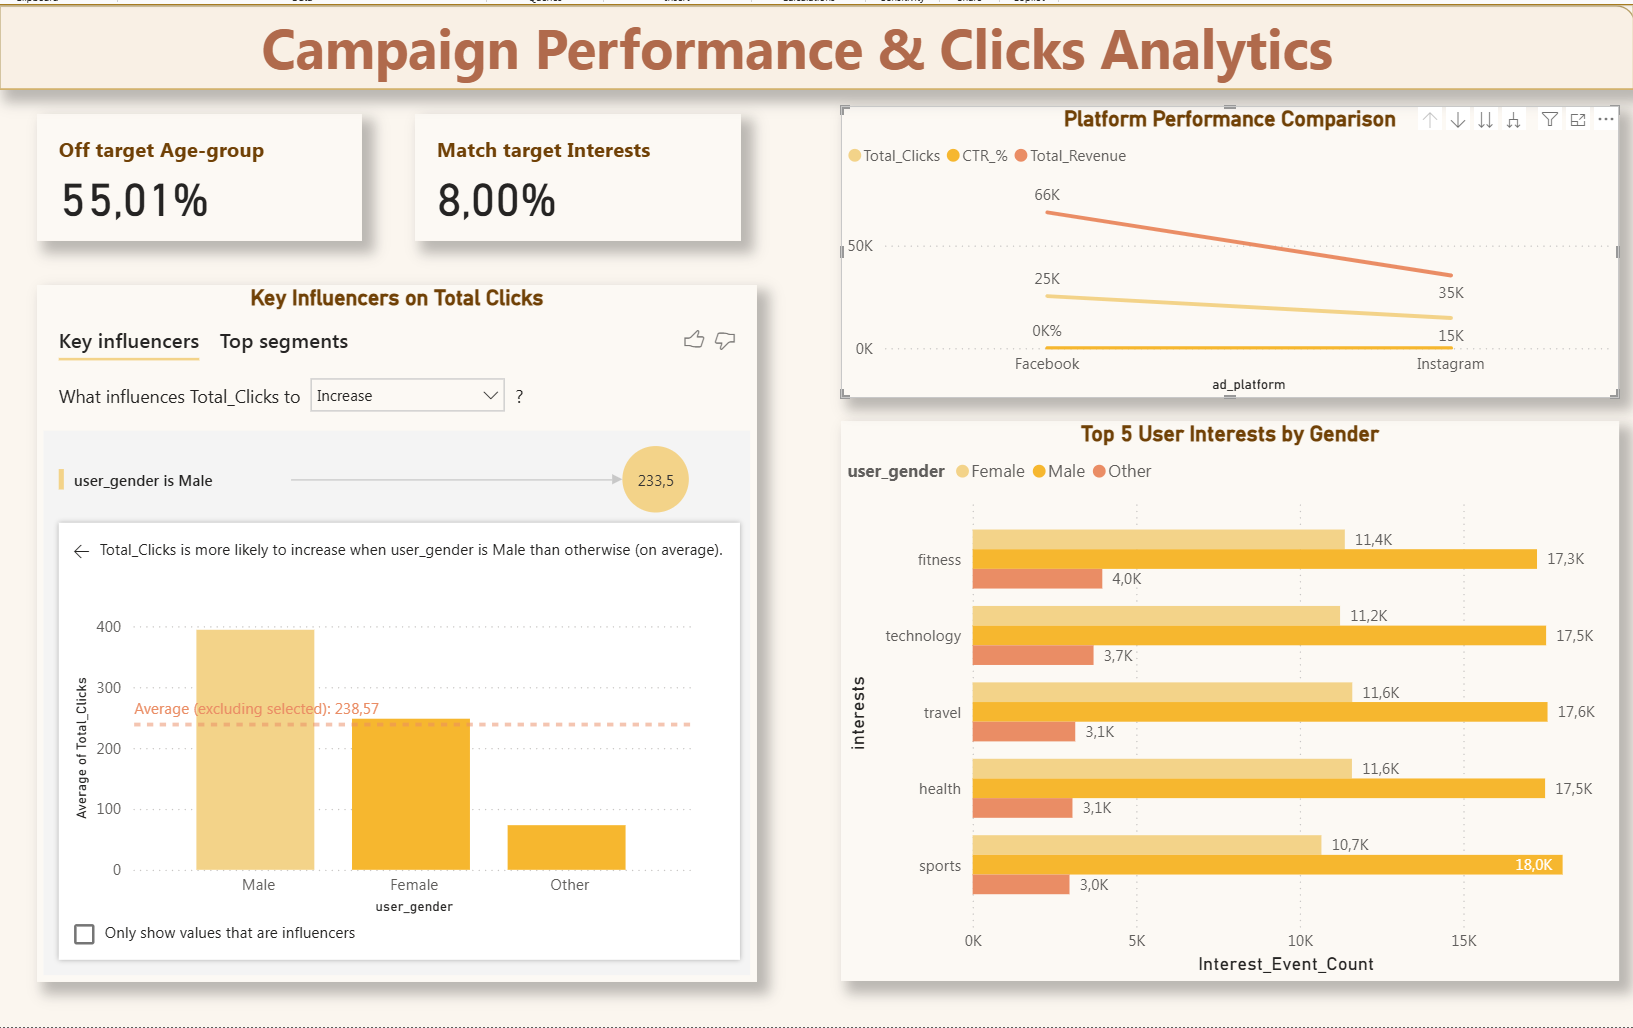 Campaign Performance & Clicks Analytics
Off target Age-group
55,01%
Match target Interests
8,00%
Key Influencers on Total Clicks
Key influencers
Top segments
What influences Total_Clicks to Increase ?
user_gender is Male
233,5
Total_Clicks is more likely to increase when user_gender is Male than otherwise (on average).
400
300
Average (excluding selected): 238,57
200
100
0
Average of Total_Clicks
Male Female Other
user_gender
Only show values that are influencers
Platform Performance Comparison
Total_Clicks CTR_% Total_Revenue
66K
50K
25K
35K
0K%
15K
0K
Facebook Instagram
ad_platform
Top 5 User Interests by Gender
user_gender Female Male Other
fitness
11,4K
17,3K
4,0K
technology
11,2K
17,5K
3,7K
travel
11,6K
17,6K
3,1K
health
11,6K
17,5K
3,1K
sports
10,7K
18,0K
3,0K
interests
0K 5K 10K 15K
Interest_Event_Count